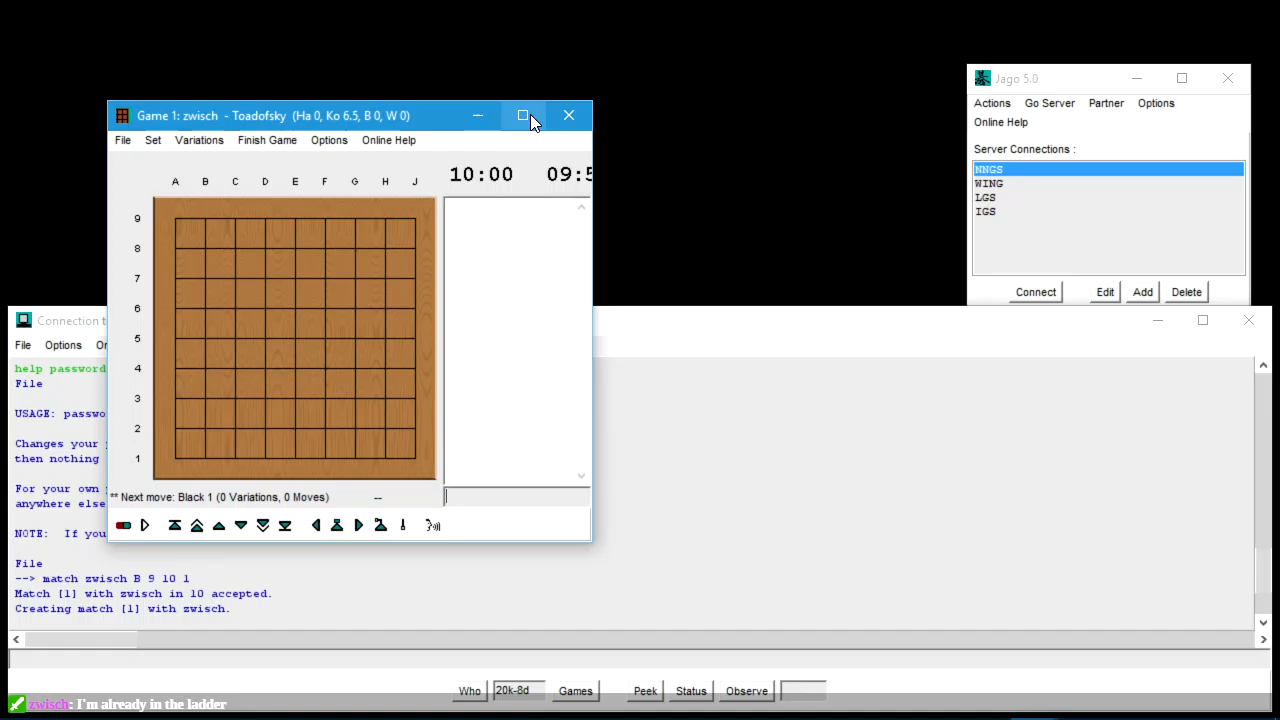 Game 1: zwisch - Toadofsky (Ha 0, Ko 6.5, B 0, W 0)
File Set Variations Finish Game Options Online Help
10:00 09:5
A B C D E F G H J
9
8
7
6
5
4
3
2
1
** Next move: Black 1 (0 Variations, 0 Moves) --
Jago 5.0
Actions Go Server Partner Options
Online Help
Server Connections :
NNGS
WING
LGS
IGS
Connect Edit Add Delete
Connection t
File Options On
help password
File
USAGE: passwo
Changes your
then nothing
For your own
anywhere else
NOTE: If you
File
--> match zwisch B 9 10 1
Match [1] with zwisch in 10 accepted.
Creating match [1] with zwisch.
Who 20k-8d Games Peek Status Observe
zwisch: I'm already in the ladder